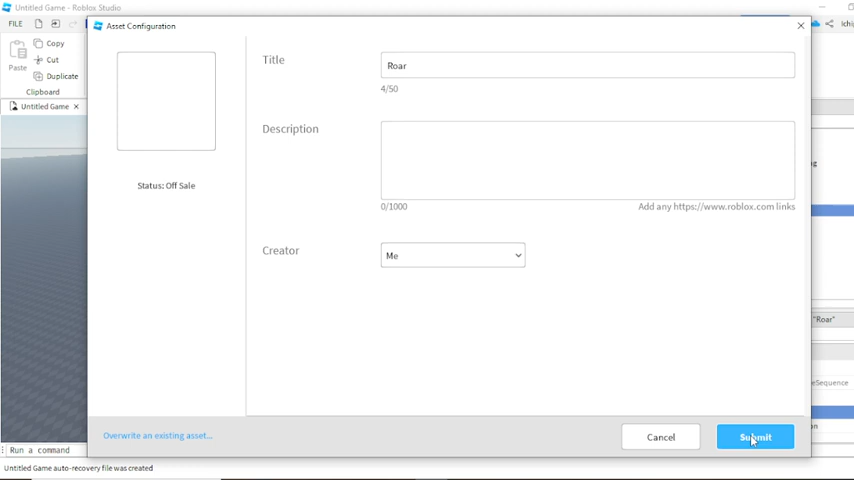 Untitled Game - Roblox Studio
FILE
Asset Configuration
Copy
Cut
Duplicate
Paste
Clipboard
Untitled Game
Title
Roar
4/50
Description
0/1000
Add any https://www.roblox.com links
Status: Off Sale
Creator
Me
"Roar"
eSequence
Overwrite an existing asset...
Cancel
Submit
Run a command
Untitled Game auto-recovery file was created